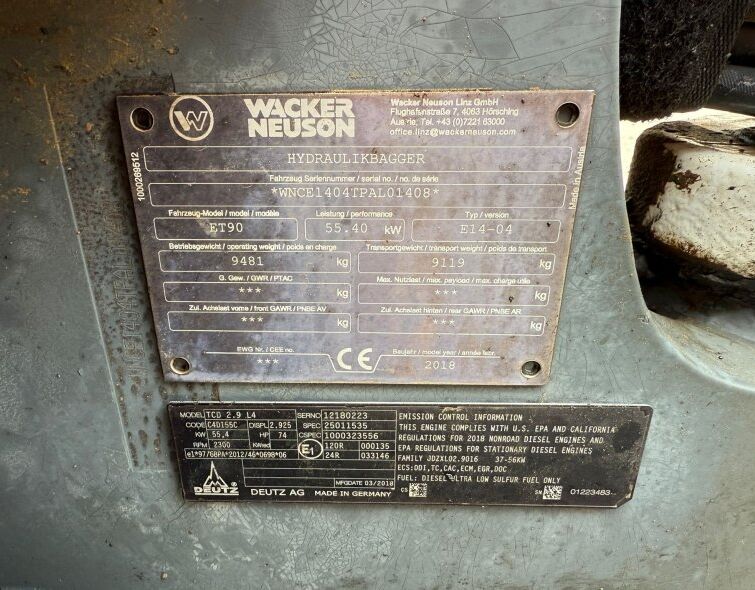 WACKER
NEUSON
Wacker Neuson Linz GmbH
Flughafenstraße 7, 4063 Hörsching
Austria, Tel. +43 (0)7221 63000
office.linz@wackerneuson.com
1000289512
Made in Austria
HYDRAULIKBAGGER
Fahrzeug Seriennummer / serial no. / no. de série
*WNCE1404TPAL01408*
Fahrzeug-Model / model / modèle
Leistung / performance
Typ / version
ET90
55.40 kW
E14-04
Betriebsgewicht / operating weight / poids en charge
Transportgewicht / transport weight / poids de transport
9481 kg
9119 kg
G. Gew. / GWR / PTAC
Max. Nutzlast / min. payload / max. charge utile
*** kg
*** kg
Zul. Achslast vorne / front GAWR / PNBE AV
Zul. Achslast hinten / rear GAWR / PNBE AR
*** kg
*** kg
EWG Nr. / CEE no.
***
CE
Baujahr / model year / année fabr.
2018
MODEL TCD 2.9 L4
SERNO 12180223
CODE C4D155C
DISPL 2.925
SPEC 25011535
KW 55,4
HP 74
CSPEC 1000323556
RPM 2300
KWred
E1
120R 000135
24R 033146
e1*97/68PA*2012/46*0698*06
MFGDATE 03/2018
DEUTZ
DEUTZ AG MADE IN GERMANY
EMISSION CONTROL INFORMATION
THIS ENGINE COMPLIES WITH U.S. EPA AND CALIFORNIA
REGULATIONS FOR 2018 NONROAD DIESEL ENGINES AND
EPA REGULATIONS FOR STATIONARY DIESEL ENGINES
FAMILY JDZXL02.9016 37-56KW
ECS:DDI,TC,CAC,ECM,EGR,DOC
FUEL: DIESEL-ULTRA LOW SULFUR FUEL ONLY
CS
SN
01223483